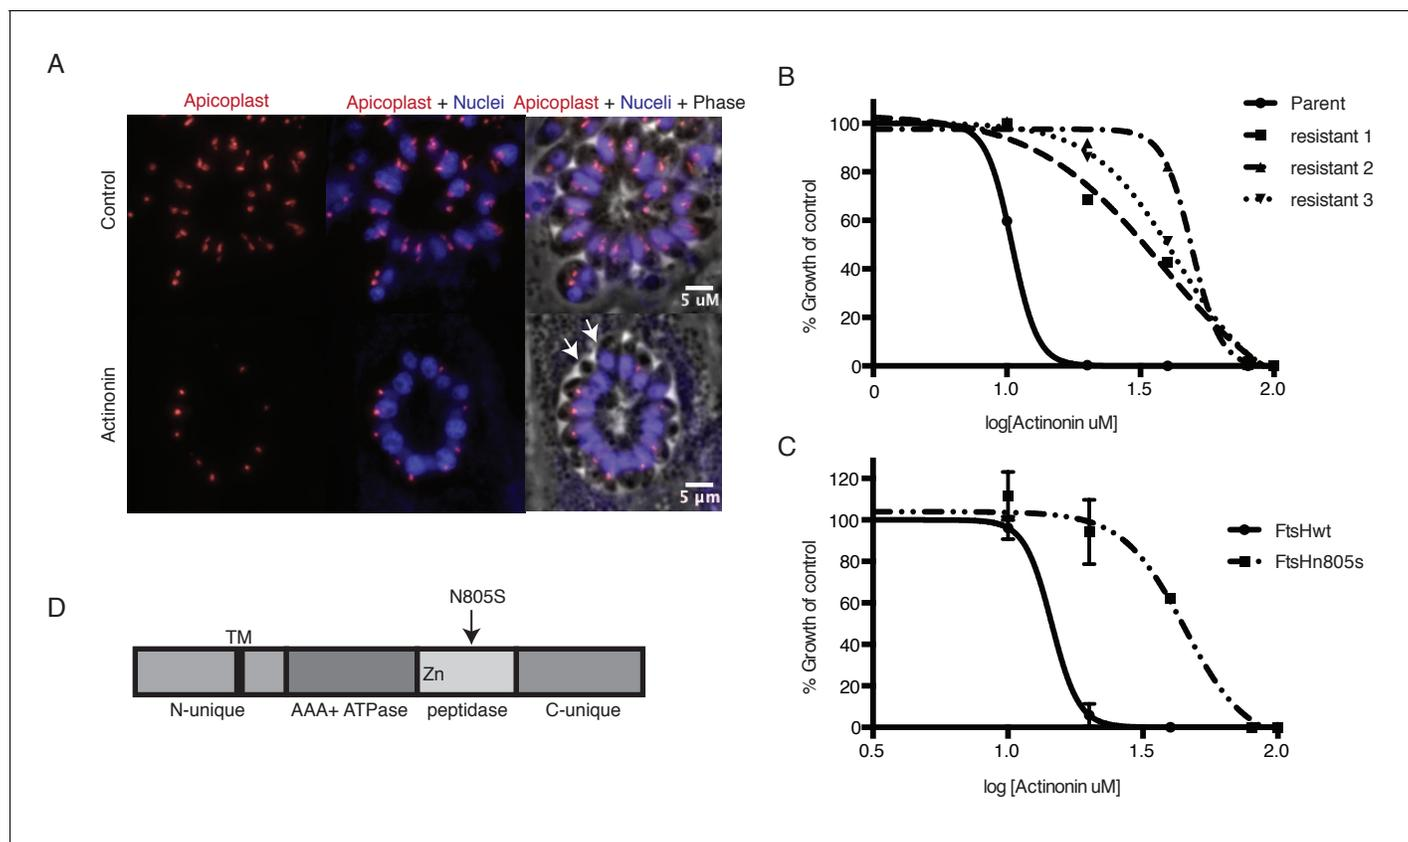 A
Apicoplast
Apicoplast + Nuclei
Apicoplast + Nuceli + Phase
Control
5 uM
Actinonin
5 µm
B
Parent
resistant 1
resistant 2
resistant 3
% Growth of control
100
80
60
40
20
0
0 1.0 1.5 2.0
log[Actinonin uM]
C
FtsHwt
FtsHn805s
% Growth of control
120
100
80
60
40
20
0
0.5 1.0 1.5 2.0
log [Actinonin uM]
D
N805S
TM
Zn
N-unique AAA+ ATPase peptidase C-unique